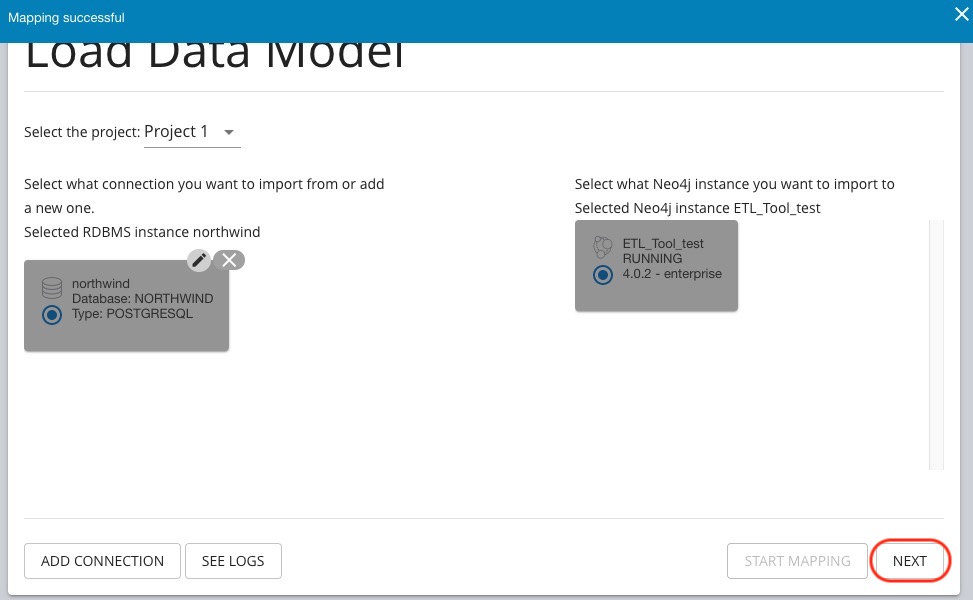 Mapping successful
Load Data Model
Select the project: Project 1
Select what connection you want to import from or add
a new one.
Selected RDBMS instance northwind
northwind
Database: NORTHWIND
Type: POSTGRESQL
Select what Neo4j instance you want to import to
Selected Neo4j instance ETL_Tool_test
ETL_Tool_test
RUNNING
4.0.2 - enterprise
ADD CONNECTION
SEE LOGS
START MAPPING
NEXT